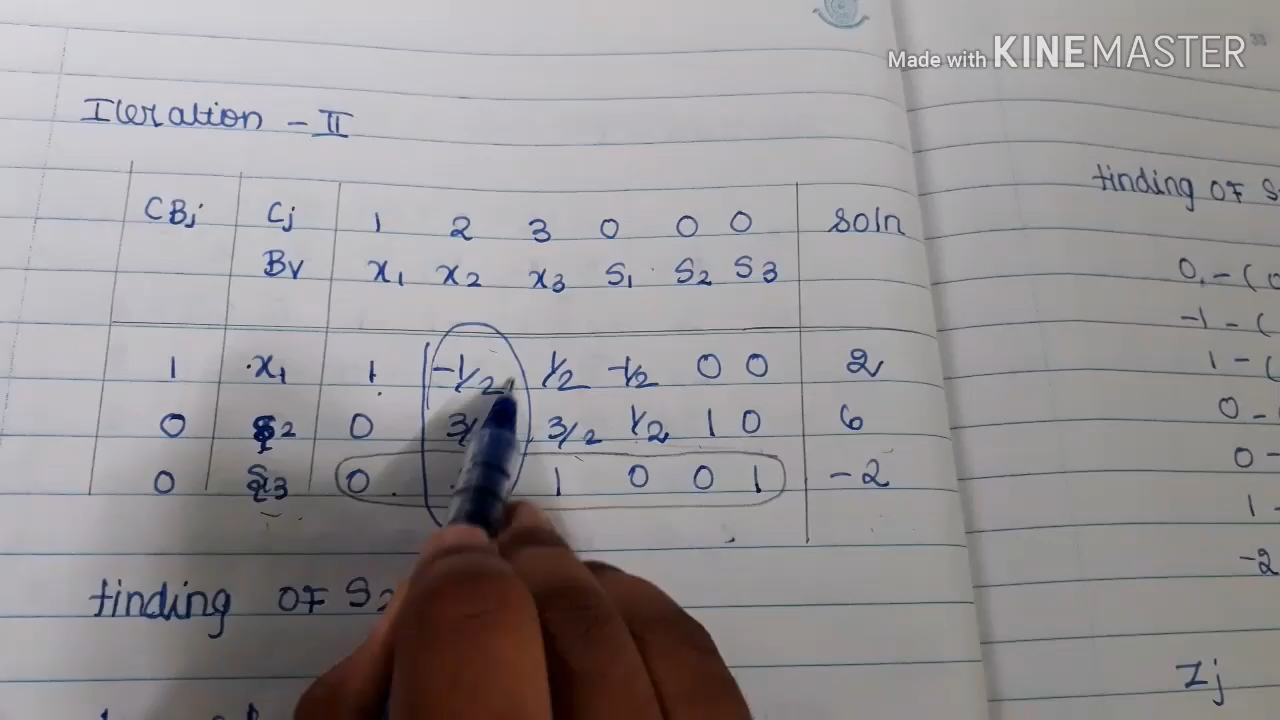 Made with KINEMASTER
Iteration - II
CBj Cj 1 2 3 0 0 0 soln
BV x1 x2 x3 S1 S2 S3
1 x1 1 -1/2 1/2 -1/2 0 0 2
0 S2 0 3/ 3/2 1/2 1 0 6
0 S3 0 1 0 0 1 -2
finding OF S2
finding OF S
0 - (0
-1 - (
1 - (
0 -
0 -
1 -
-2
Zj